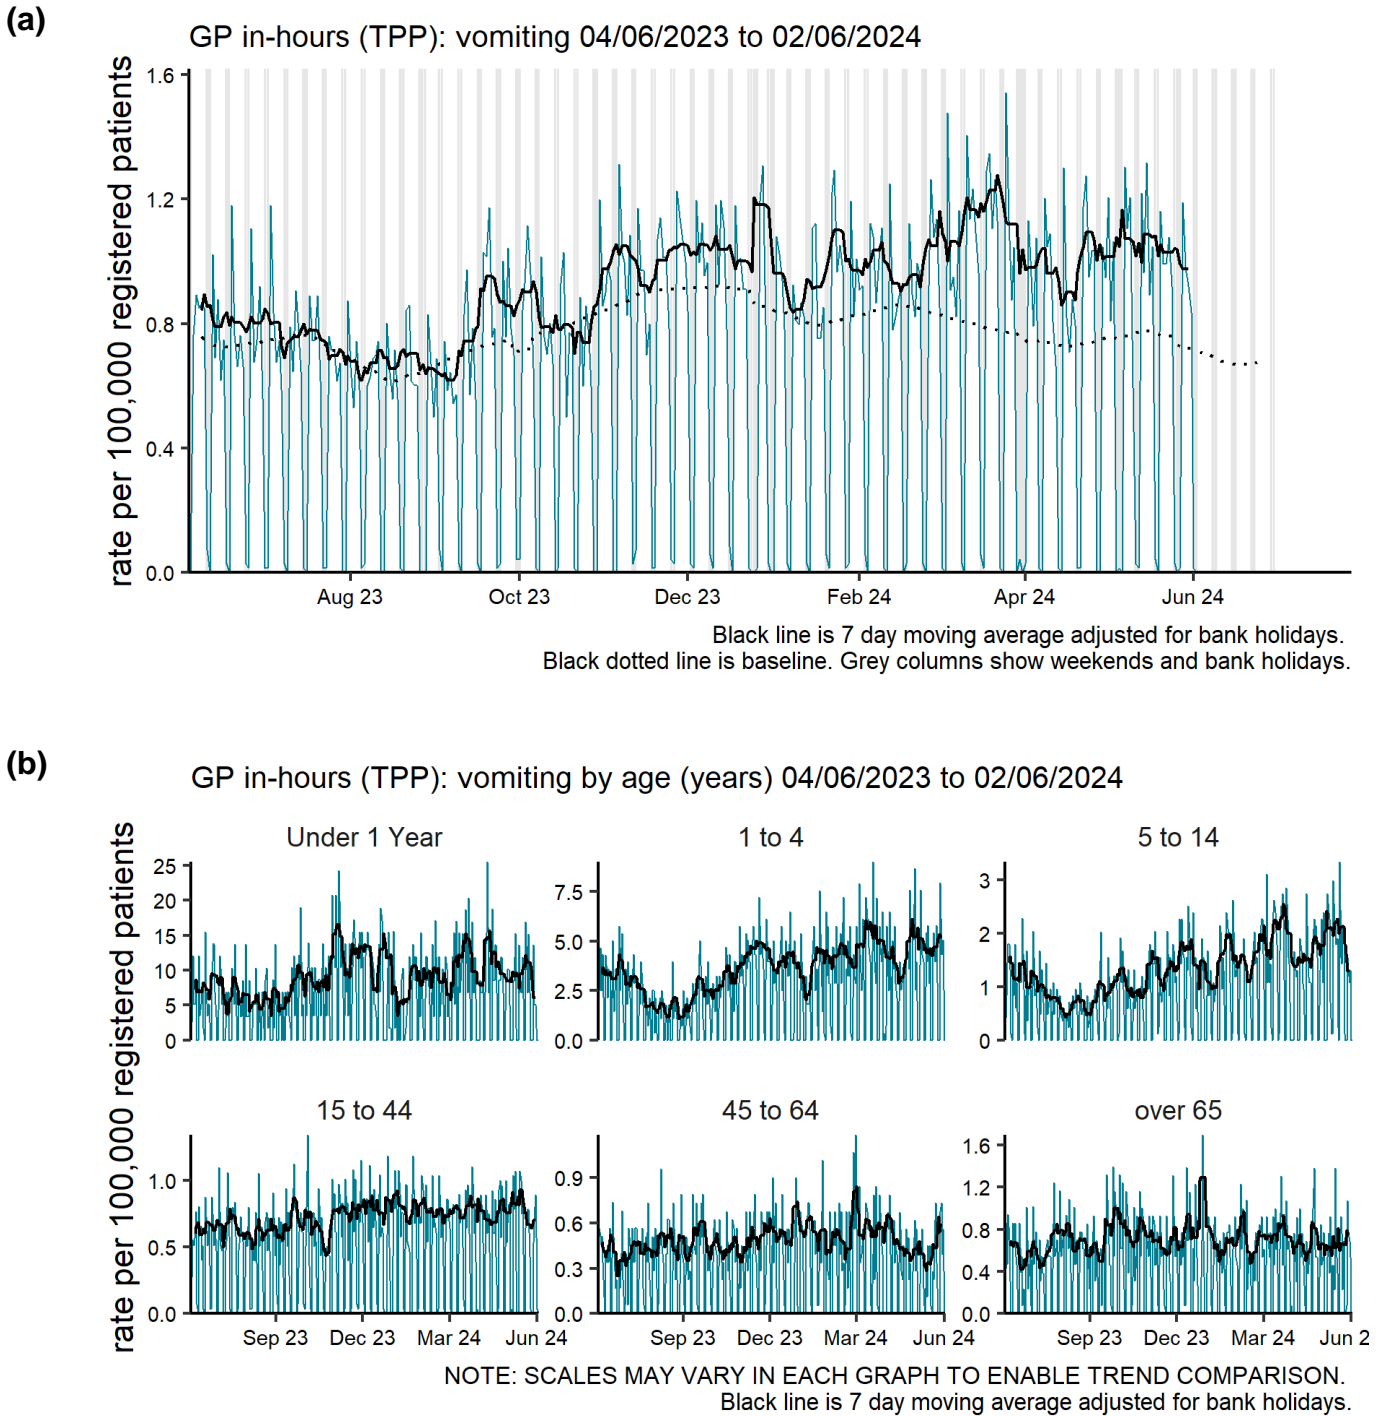 (a)
GP in-hours (TPP): vomiting 04/06/2023 to 02/06/2024
rate per 100,000 registered patients
1.6
1.2
0.8
0.4
0.0
Aug 23 Oct 23 Dec 23 Feb 24 Apr 24 Jun 24
Black line is 7 day moving average adjusted for bank holidays.
Black dotted line is baseline. Grey columns show weekends and bank holidays.
(b)
GP in-hours (TPP): vomiting by age (years) 04/06/2023 to 02/06/2024
rate per 100,000 registered patients
Under 1 Year
25
20
15
10
5
0
1 to 4
7.5
5.0
2.5
0.0
5 to 14
3
2
1
0
15 to 44
1.0
0.5
0.0
Sep 23 Dec 23 Mar 24 Jun 24
45 to 64
0.9
0.6
0.3
0.0
Sep 23 Dec 23 Mar 24 Jun 24
over 65
1.6
1.2
0.8
0.4
0.0
Sep 23 Dec 23 Mar 24 Jun 2
NOTE: SCALES MAY VARY IN EACH GRAPH TO ENABLE TREND COMPARISON.
Black line is 7 day moving average adjusted for bank holidays.